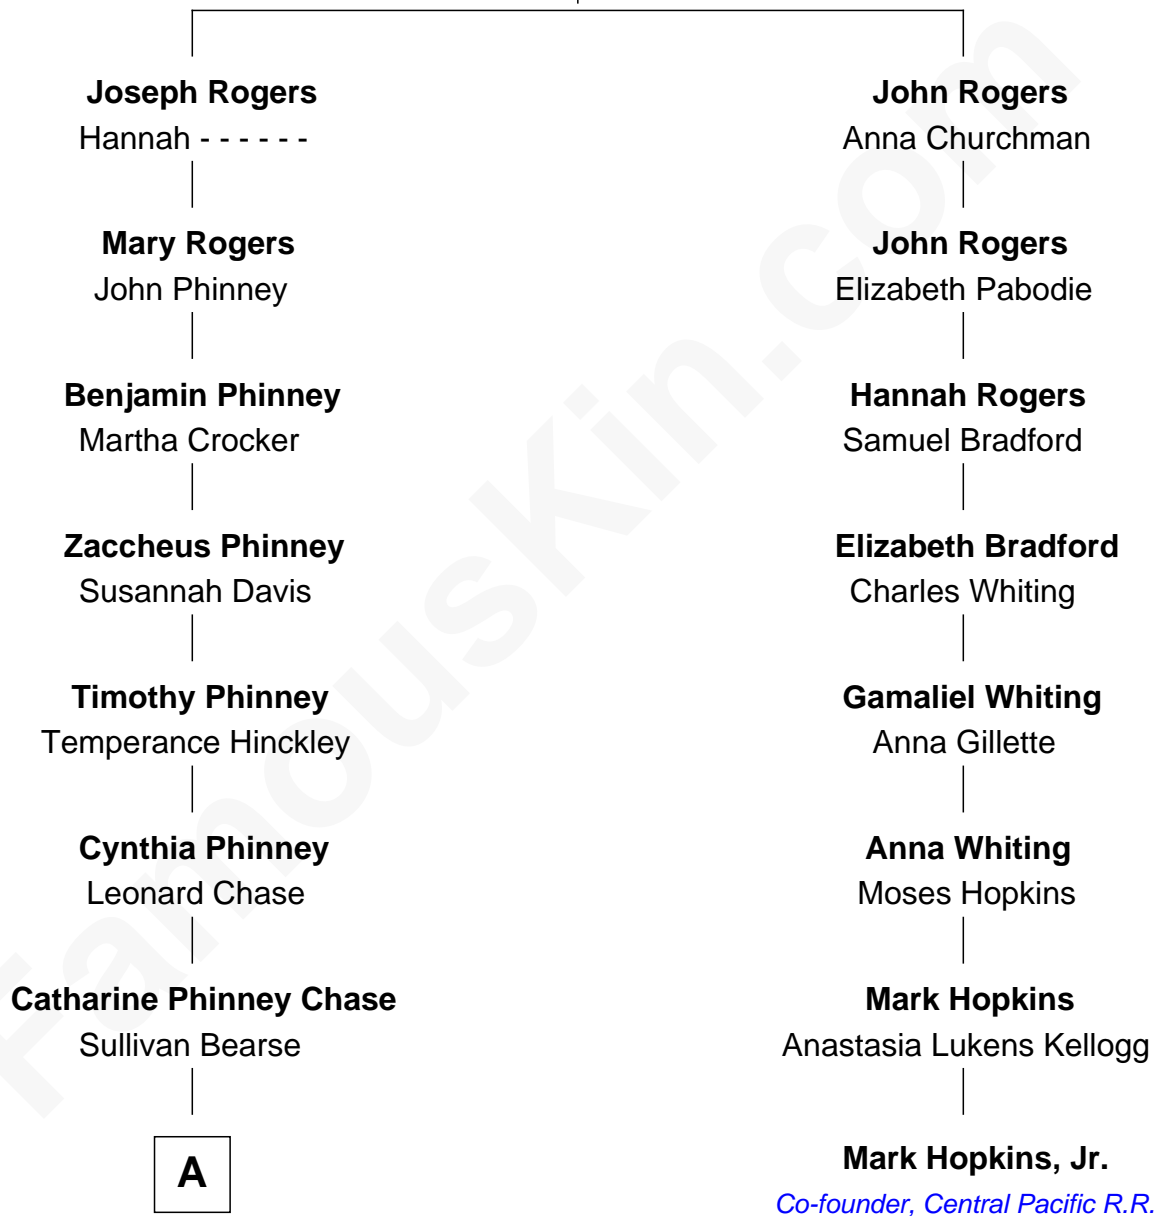 Joseph Rogers
Hannah - - - - - -
Mary Rogers
John Phinney
Benjamin Phinney
Martha Crocker
Zaccheus Phinney
Susannah Davis
Timothy Phinney
Temperance Hinckley
Cynthia Phinney
Leonard Chase
Catharine Phinney Chase
Sullivan Bearse
A
John Rogers
Anna Churchman
John Rogers
Elizabeth Pabodie
Hannah Rogers
Samuel Bradford
Elizabeth Bradford
Charles Whiting
Gamaliel Whiting
Anna Gillette
Anna Whiting
Moses Hopkins
Mark Hopkins
Anastasia Lukens Kellogg
Mark Hopkins, Jr.
Co-founder, Central Pacific R.R.
FamousKin.com